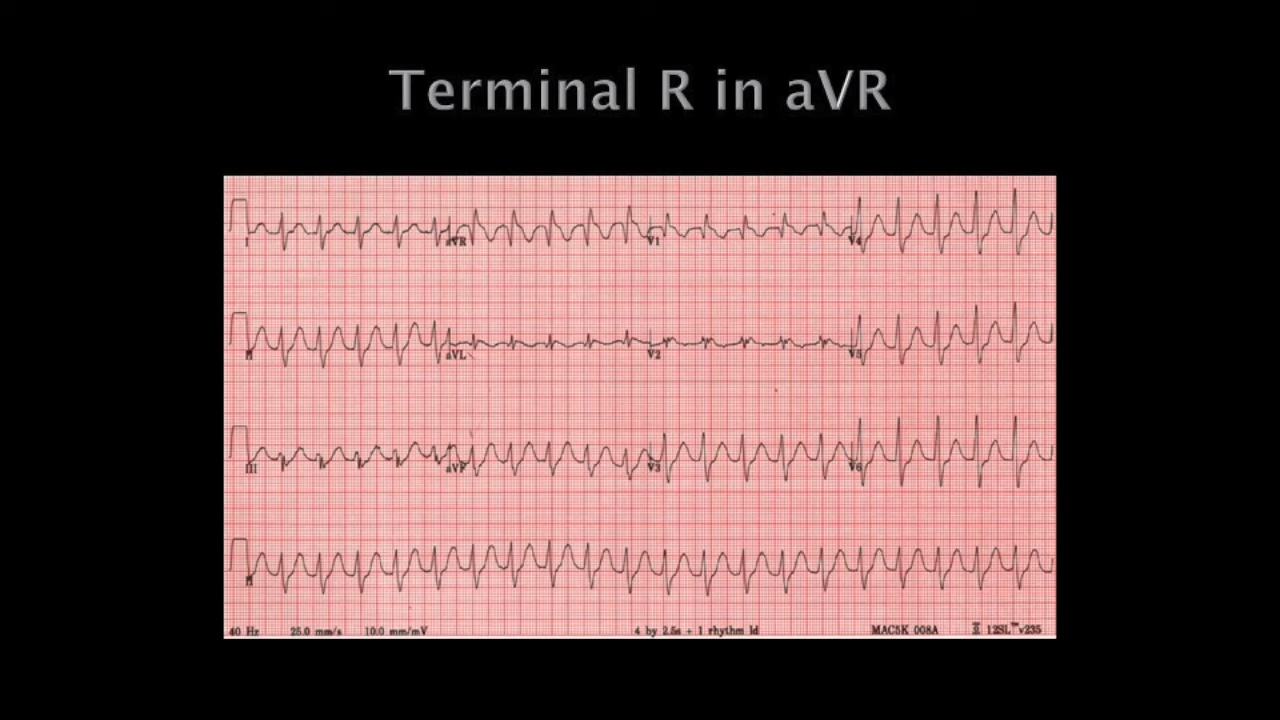 Terminal R in aVR
I aVR V1 V4
II aVL V2 V5
III aVF V3 V6
II
40 Hz 25.0 mm/s 10.0 mm/mV 4 by 2.5s + 1 rhythm ld MAC5K 008A 12SL™ v235